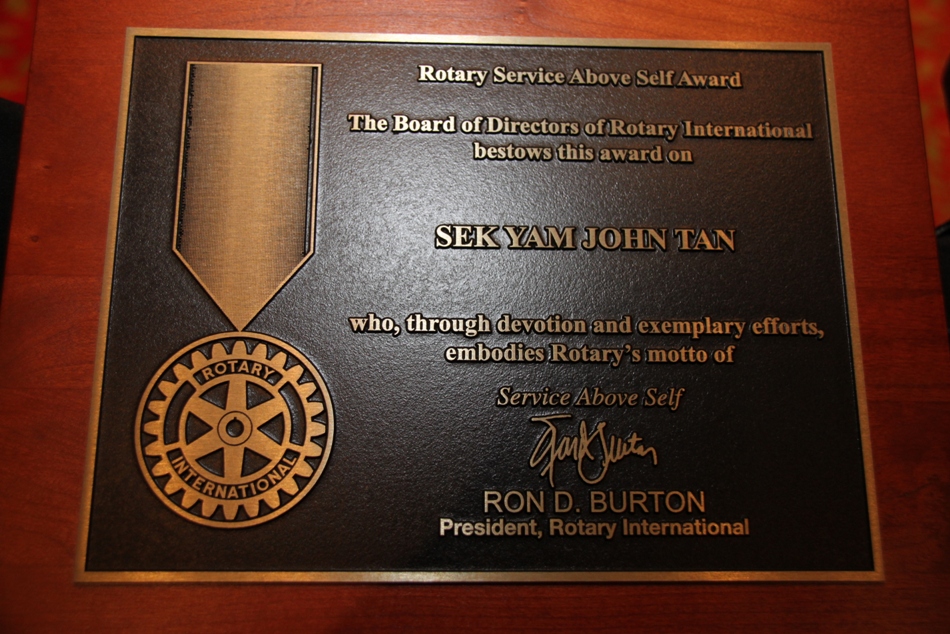 Rotary Service Above Self Award
The Board of Directors of Rotary International
bestows this award on
SEK YAM JOHN TAN
who, through devotion and exemplary efforts,
embodies Rotary's motto of
Service Above Self
RON D. BURTON
President, Rotary International
ROTARY
INTERNATIONAL